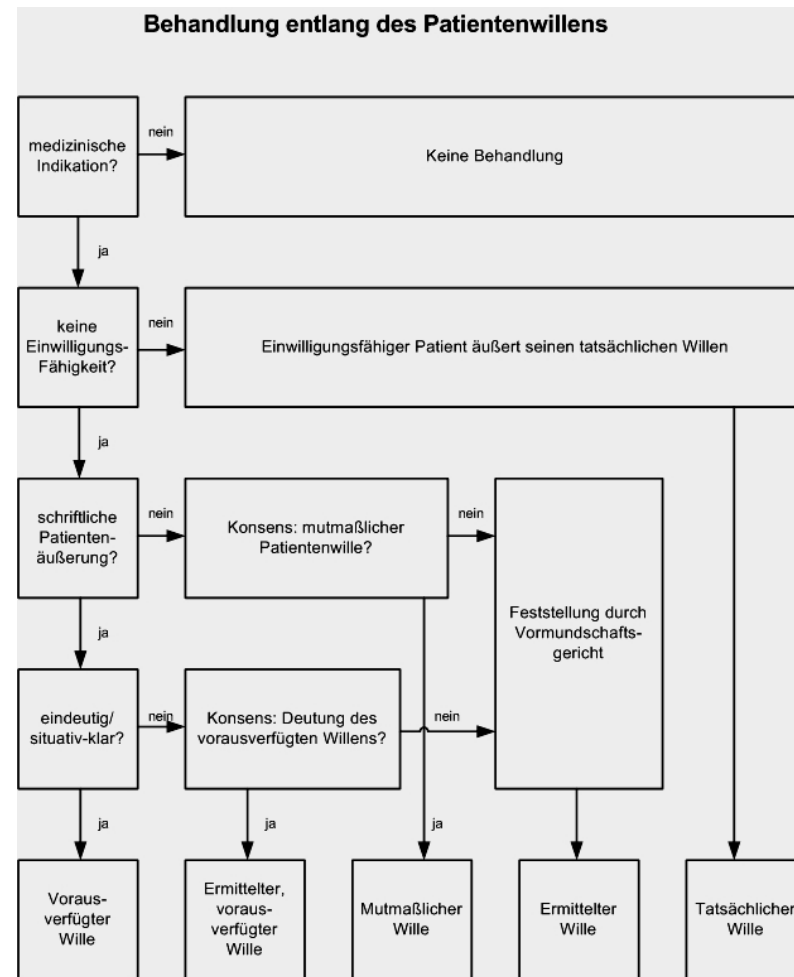 Behandlung entlang des Patientenwillens
medizinische
Indikation?
nein
Keine Behandlung
ja
keine
Einwilligungs-
Fähigkeit?
nein
Einwilligungsfähiger Patient äußert seinen tatsächlichen Willen
ja
schriftliche
Patienten-
äußerung?
nein
Konsens: mutmaßlicher
Patientenwille?
nein
Feststellung durch
Vormundschafts-
gericht
ja
eindeutig/
situativ-klar?
nein
Konsens: Deutung des
vorausverfügten Willens?
nein
ja
ja
ja
Voraus-
verfügter
Wille
Ermittelter,
voraus-
verfügter
Wille
Mutmaßlicher
Wille
Ermittelter
Wille
Tatsächlicher
Wille